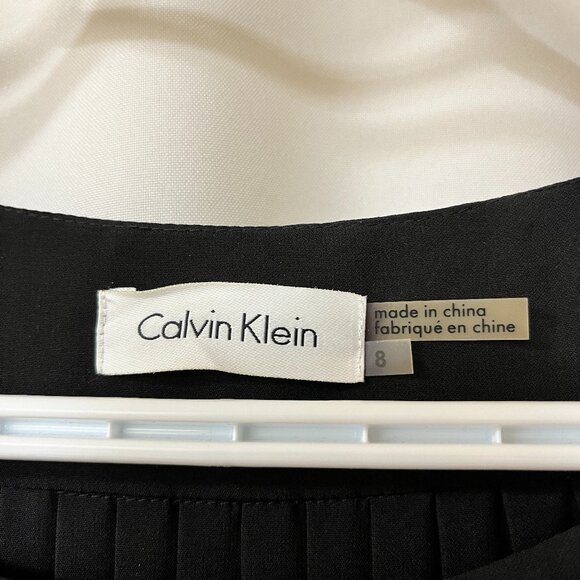 Calvin Klein
made in china
fabriqué en chine
8